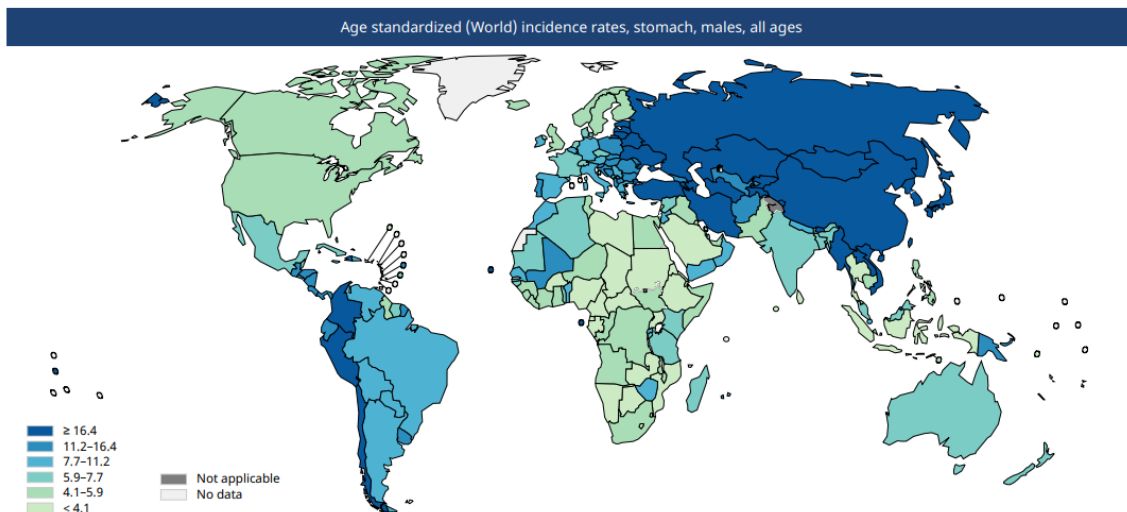 Age standardized (World) incidence rates, stomach, males, all ages
≥ 16.4
11.2–16.4
7.7–11.2
5.9–7.7
4.1–5.9
< 4.1
Not applicable
No data